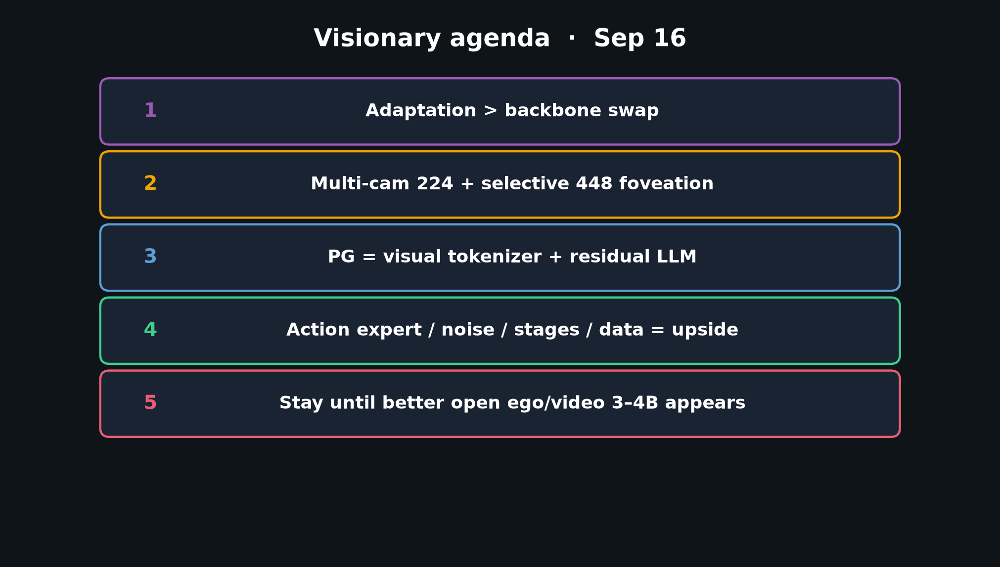 Visionary agenda · Sep 16
1 Adaptation > backbone swap
2 Multi-cam 224 + selective 448 foveation
3 PG = visual tokenizer + residual LLM
4 Action expert / noise / stages / data = upside
5 Stay until better open ego/video 3–4B appears